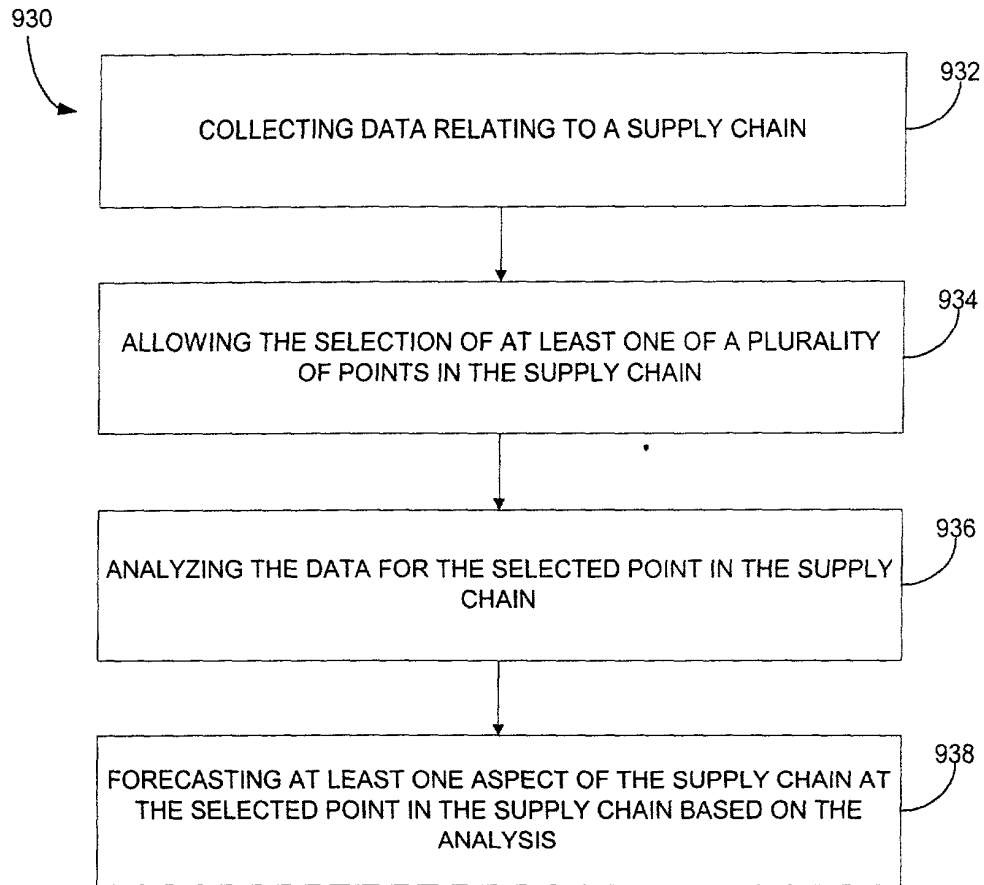 930
COLLECTING DATA RELATING TO A SUPPLY CHAIN
932
ALLOWING THE SELECTION OF AT LEAST ONE OF A PLURALITY
OF POINTS IN THE SUPPLY CHAIN
934
ANALYZING THE DATA FOR THE SELECTED POINT IN THE SUPPLY
CHAIN
936
FORECASTING AT LEAST ONE ASPECT OF THE SUPPLY CHAIN AT
THE SELECTED POINT IN THE SUPPLY CHAIN BASED ON THE
ANALYSIS
938